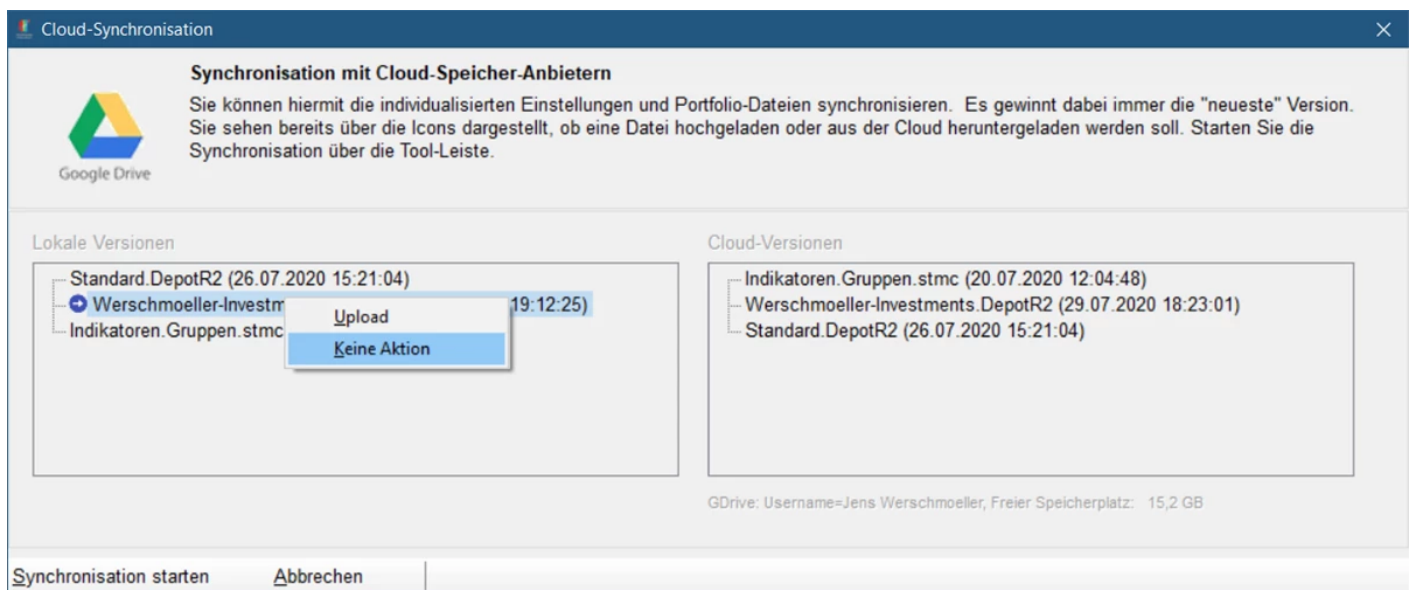 Cloud-Synchronisation
Synchronisation mit Cloud-Speicher-Anbietern
Sie können hiermit die individualisierten Einstellungen und Portfolio-Dateien synchronisieren. Es gewinnt dabei immer die "neueste" Version.
Sie sehen bereits über die Icons dargestellt, ob eine Datei hochgeladen oder aus der Cloud heruntergeladen werden soll. Starten Sie die
Synchronisation über die Tool-Leiste.
Google Drive
Lokale Versionen
Standard.DepotR2 (26.07.2020 15:21:04)
Werschmoeller-Investm 19:12:25)
Indikatoren.Gruppen.stmc
Upload
Keine Aktion
Cloud-Versionen
Indikatoren.Gruppen.stmc (20.07.2020 12:04:48)
Werschmoeller-Investments.DepotR2 (29.07.2020 18:23:01)
Standard.DepotR2 (26.07.2020 15:21:04)
GDrive: Username=Jens Werschmoeller, Freier Speicherplatz: 15,2 GB
Synchronisation starten Abbrechen